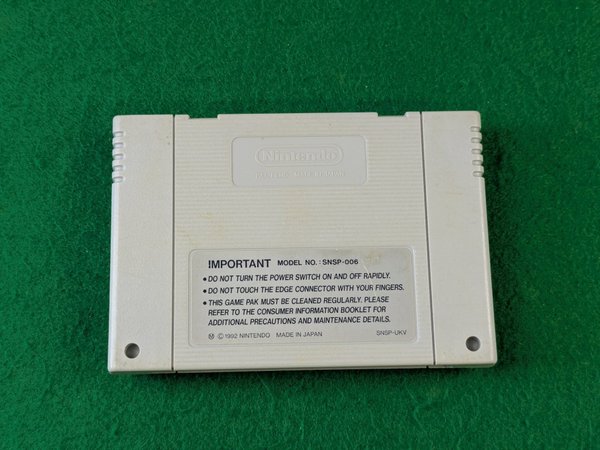 Nintendo
IMPORTANT MODEL NO.: SNSP-006
• DO NOT TURN THE POWER SWITCH ON AND OFF RAPIDLY.
• DO NOT TOUCH THE EDGE CONNECTOR WITH YOUR FINGERS.
• THIS GAME PAK MUST BE CLEANED REGULARLY. PLEASE
REFER TO THE CONSUMER INFORMATION BOOKLET FOR
ADDITIONAL PRECAUTIONS AND MAINTENANCE DETAILS.
Ⓜ © 1992 NINTENDO MADE IN JAPAN SNSP-UKV